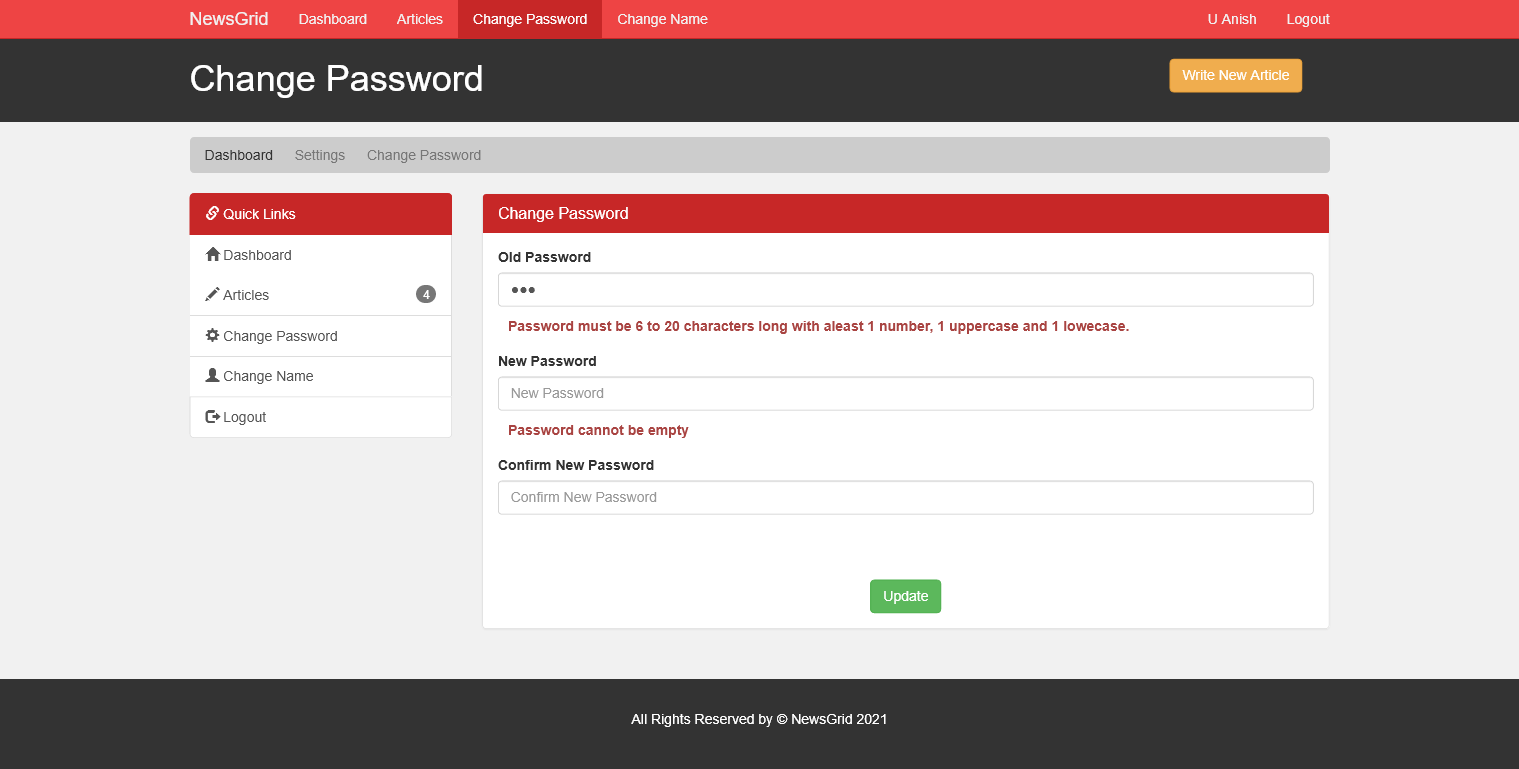 NewsGrid Dashboard Articles Change Password Change Name U Anish Logout
Change Password Write New Article
Dashboard Settings Change Password
Quick Links
Dashboard
Articles 4
Change Password
Change Name
Logout
Change Password
Old Password
•••
Password must be 6 to 20 characters long with aleast 1 number, 1 uppercase and 1 lowecase.
New Password
New Password
Password cannot be empty
Confirm New Password
Confirm New Password
Update
All Rights Reserved by © NewsGrid 2021